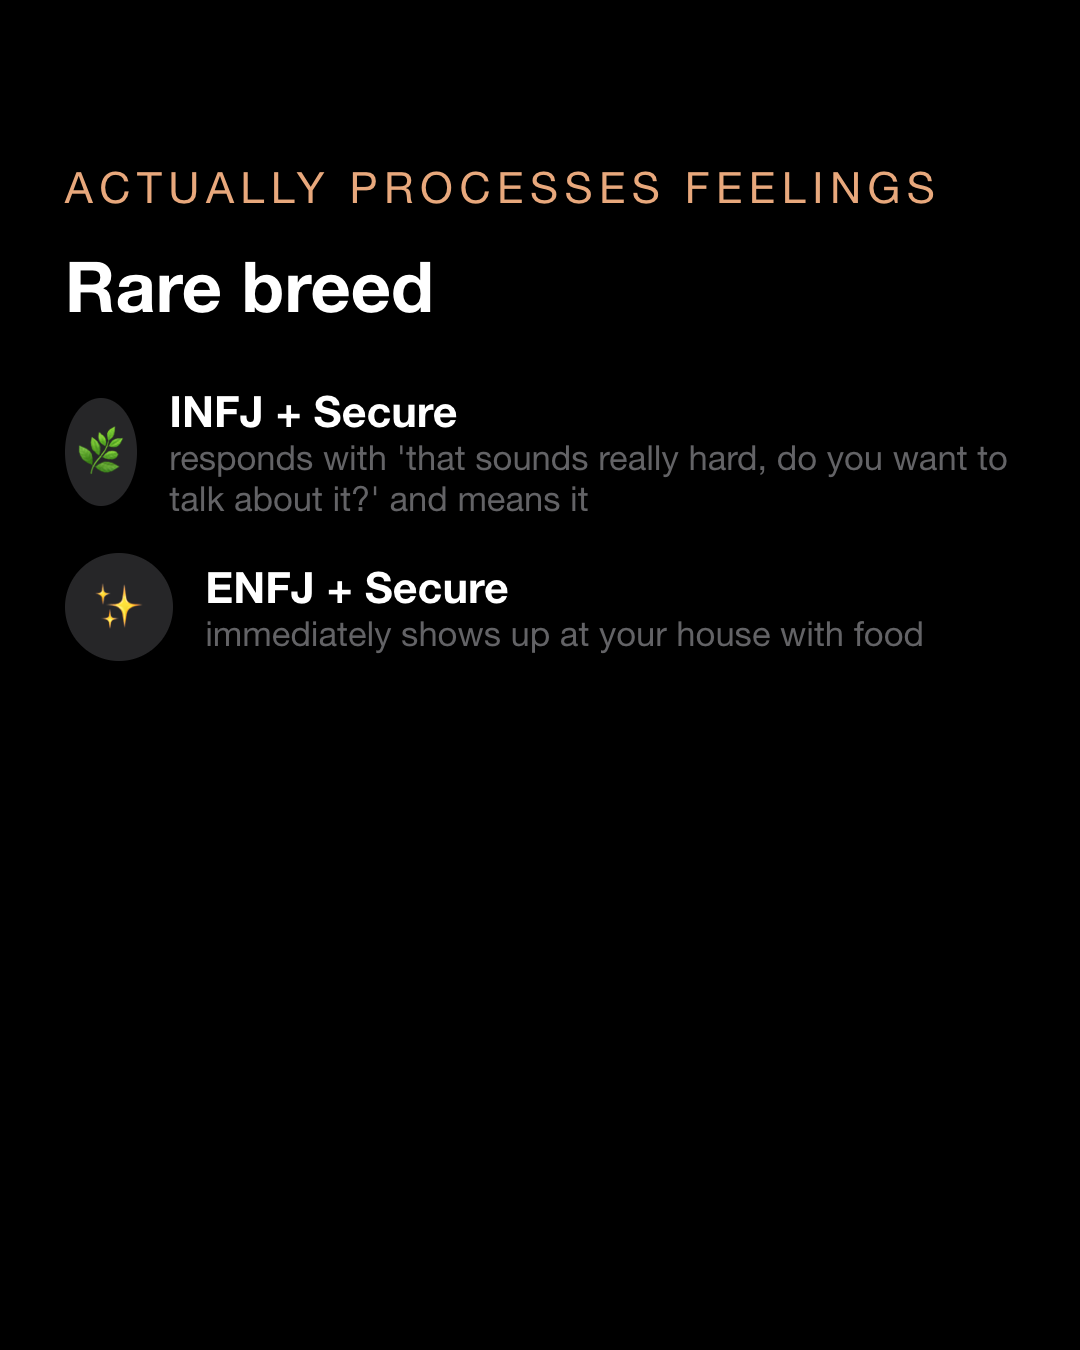 ACTUALLY PROCESSES FEELINGS
Rare breed
INFJ + Secure
responds with 'that sounds really hard, do you want to
talk about it?' and means it
ENFJ + Secure
immediately shows up at your house with food